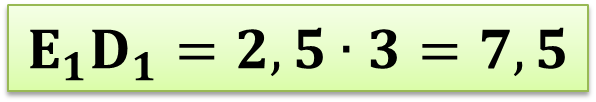 E₁D₁ = 2, 5 · 3 = 7, 5